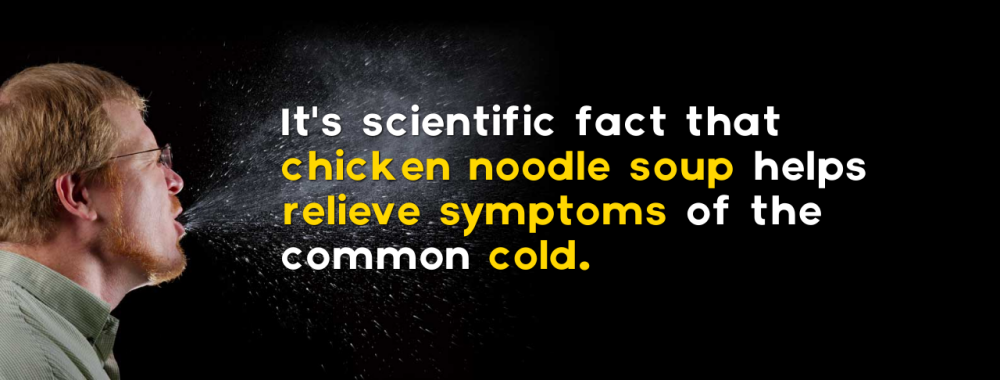 It's scientific fact that
chicken noodle soup helps
relieve symptoms of the
common cold.